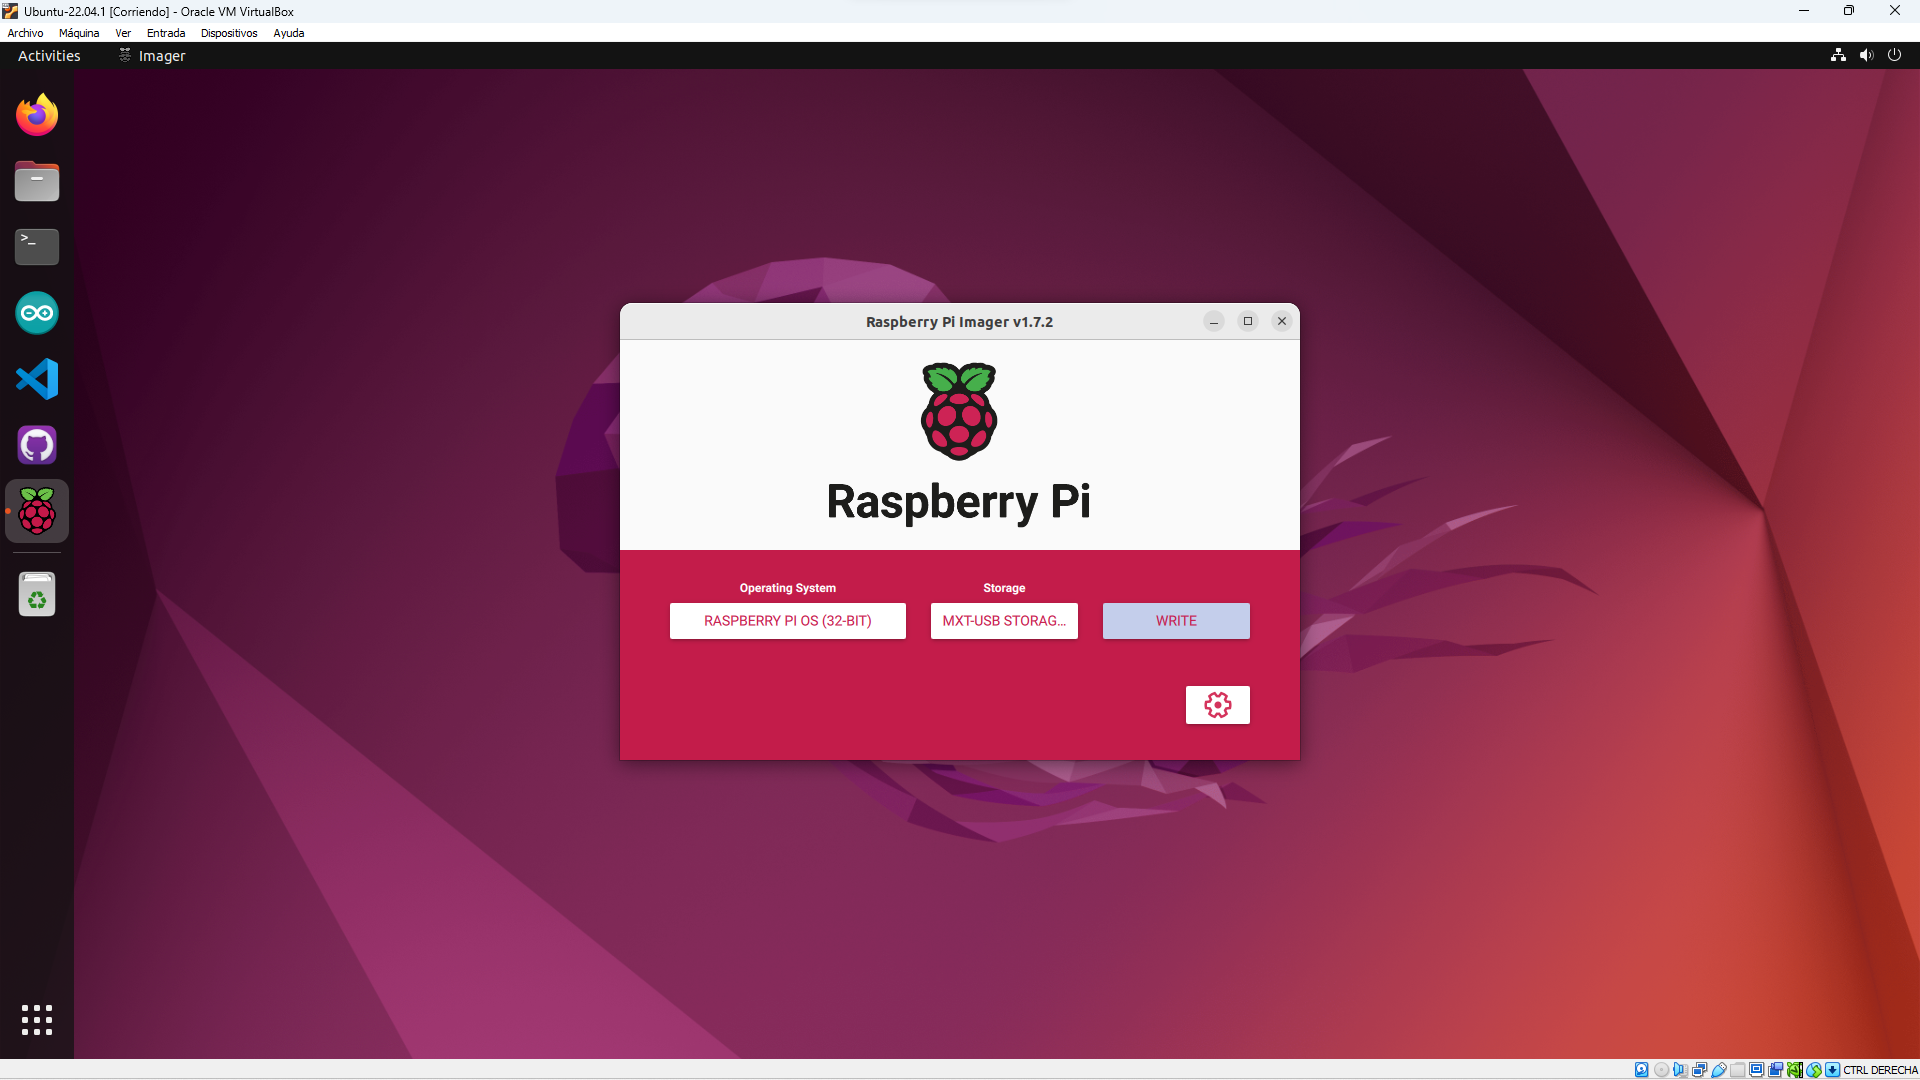 Ubuntu-22.04.1 [Corriendo] - Oracle VM VirtualBox
Archivo Máquina Ver Entrada Dispositivos Ayuda
Activities Imager
>_
Raspberry Pi Imager v1.7.2
Raspberry Pi
Operating System Storage
RASPBERRY PI OS (32-BIT) MXT-USB STORAG... WRITE
CTRL DERECHA